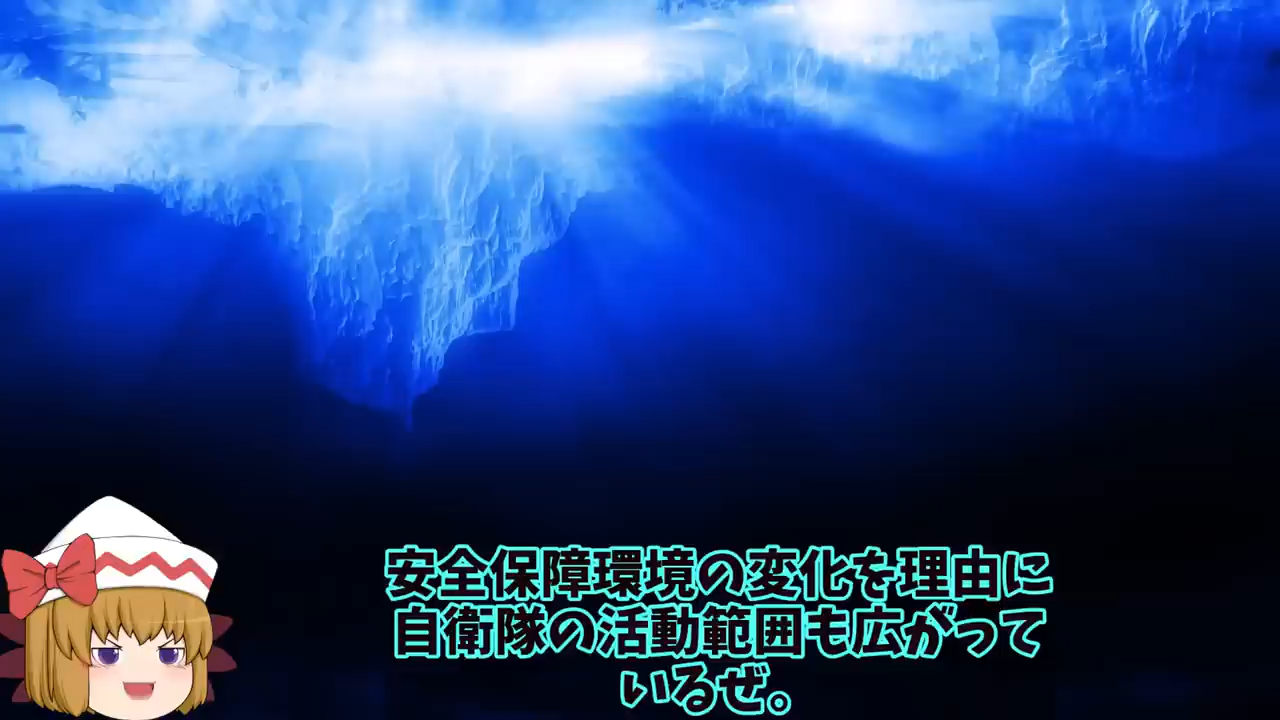 安全保障環境の変化を理由に
自衛隊の活動範囲も広がって
いるぜ。